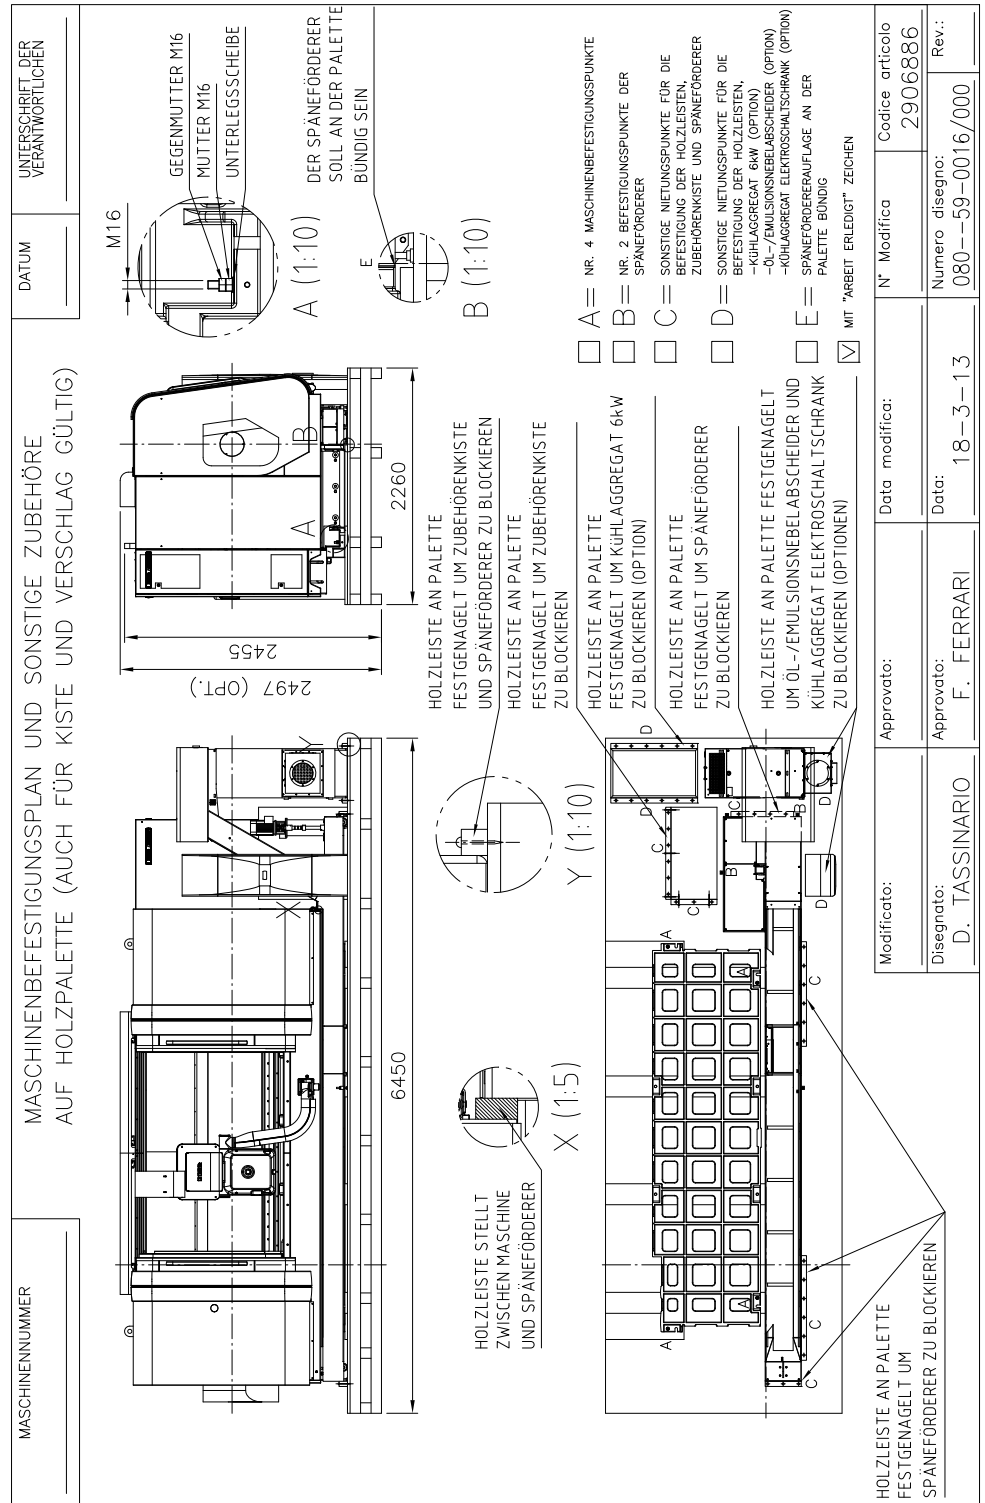 MASCHINENNUMMER
DATUM
UNTERSCHRIFT DER
VERANTWORTLICHEN
MASCHINENBEFESTIGUNGSPLAN UND SONSTIGE ZUBEHÖRE
AUF HOLZPALETTE (AUCH FÜR KISTE UND VERSCHLAG GÜLTIG)
M16
GEGENMUTTER M16
MUTTER M16
UNTERLEGSSCHEIBE
A (1:10)
DER SPÄNEFÖRDERER
SOLL AN DER PALETTE
BÜNDIG SEIN
E
B (1:10)
2455
2497 (OPT.)
A
B
2260
X
Y
6450
HOLZLEISTE STELLT
ZWISCHEN MASCHINE
UND SPÄNEFÖRDERER
X (1:5)
Y (1:10)
HOLZLEISTE AN PALETTE
FESTGENAGELT UM ZUBEHÖRENKISTE
UND SPÄNEFÖRDERER ZU BLOCKIEREN
HOLZLEISTE AN PALETTE
FESTGENAGELT UM ZUBEHÖRENKISTE
ZU BLOCKIEREN
HOLZLEISTE AN PALETTE
FESTGENAGELT UM KÜHLAGGREGAT 6kW
ZU BLOCKIEREN (OPTION)
HOLZLEISTE AN PALETTE
FESTGENAGELT UM SPÄNEFÖRDERER
ZU BLOCKIEREN
HOLZLEISTE AN PALETTE FESTGENAGELT
UM ÖL-/EMULSIONSNEBELABSCHEIDER UND
KÜHLAGGREGAT ELEKTROSCHALTSCHRANK
ZU BLOCKIEREN (OPTIONEN)
A= NR. 4 MASCHINENBEFESTIGUNGSPUNKTE
B= NR. 2 BEFESTIGUNGSPUNKTE DER
SPÄNEFÖRDERER
C= SONSTIGE NIETUNGSPUNKTE FÜR DIE
BEFESTIGUNG DER HOLZLEISTEN,
ZUBEHÖRENKISTE UND SPÄNEFÖRDERER
D= SONSTIGE NIETUNGSPUNKTE FÜR DIE
BEFESTIGUNG DER HOLZLEISTEN,
-KÜHLAGGREGAT 6kW (OPTION)
-ÖL-/EMULSIONSNEBELABSCHEIDER (OPTION)
-KÜHLAGGREGAT ELEKTROSCHALTSCHRANK (OPTION)
E= SPÄNEFÖRDERERAUFLAGE AN DER
PALETTE BÜNDIG
V MIT "ARBEIT ERLEDIGT" ZEICHEN
A
A
A
A
C
C
C
C
C
C
B
B
D
D
D
D
HOLZLEISTE AN PALETTE
FESTGENAGELT UM
SPÄNEFÖRDERER ZU BLOCKIEREN
Modificato:
Approvato:
Data modifica:
N° Modifica
Codice articolo
2906886
Disegnato:
D. TASSINARIO
Approvato:
F. FERRARI
Data:
18-3-13
Numero disegno:
080--59-0016/000
Rev.: